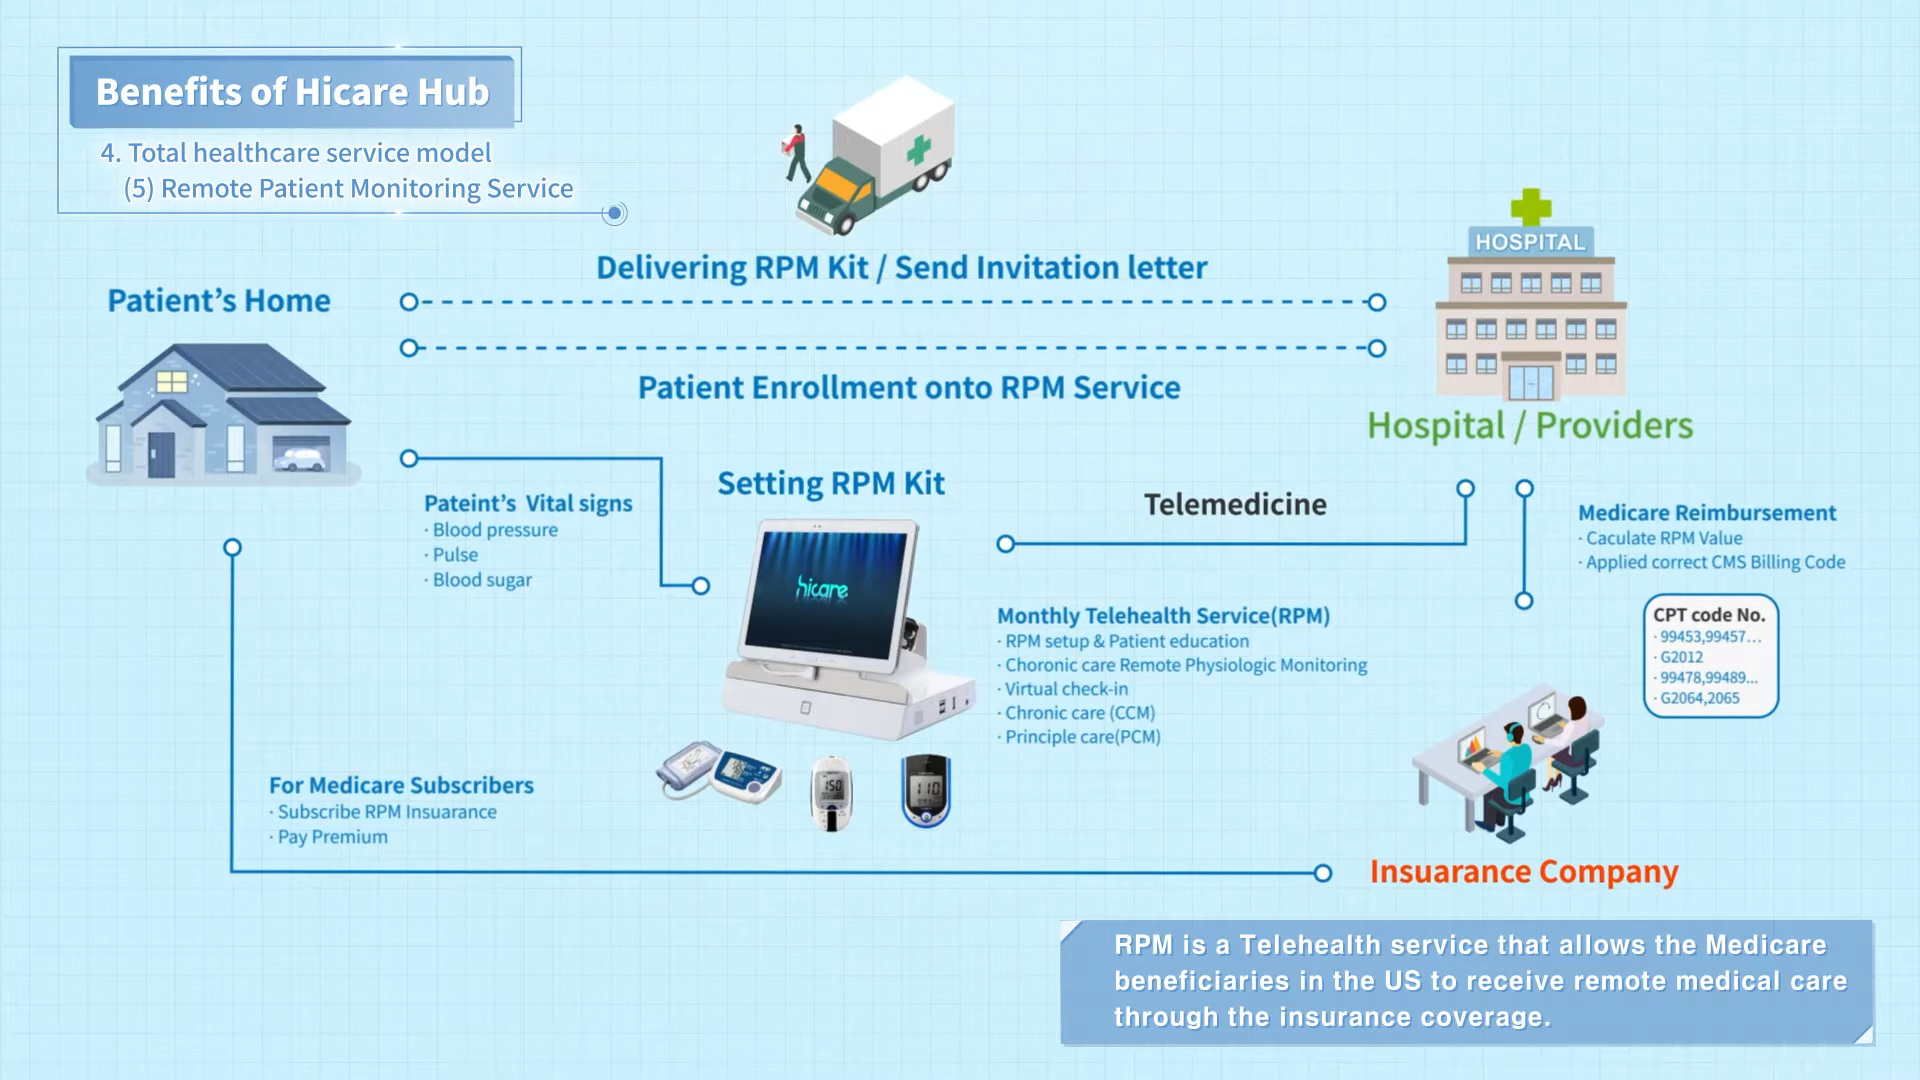 Benefits of Hicare Hub
4. Total healthcare service model
(5) Remote Patient Monitoring Service
Delivering RPM Kit / Send Invitation letter
HOSPITAL
Patient's Home
Patient Enrollment onto RPM Service
Hospital / Providers
Setting RPM Kit
Pateint's Vital signs
· Blood pressure
· Pulse
· Blood sugar
Telemedicine
Medicare Reimbursement
· Caculate RPM Value
· Applied correct CMS Billing Code
hicare
Monthly Telehealth Service(RPM)
· RPM setup & Patient education
· Choronic care Remote Physiologic Monitoring
· Virtual check-in
· Chronic care (CCM)
· Principle care(PCM)
CPT code No.
· 99453,99457...
· G2012
· 99478,99489...
· G2064,2065
150
110
For Medicare Subscribers
· Subscribe RPM Insuarance
· Pay Premium
Insuarance Company
RPM is a Telehealth service that allows the Medicare
beneficiaries in the US to receive remote medical care
through the insurance coverage.